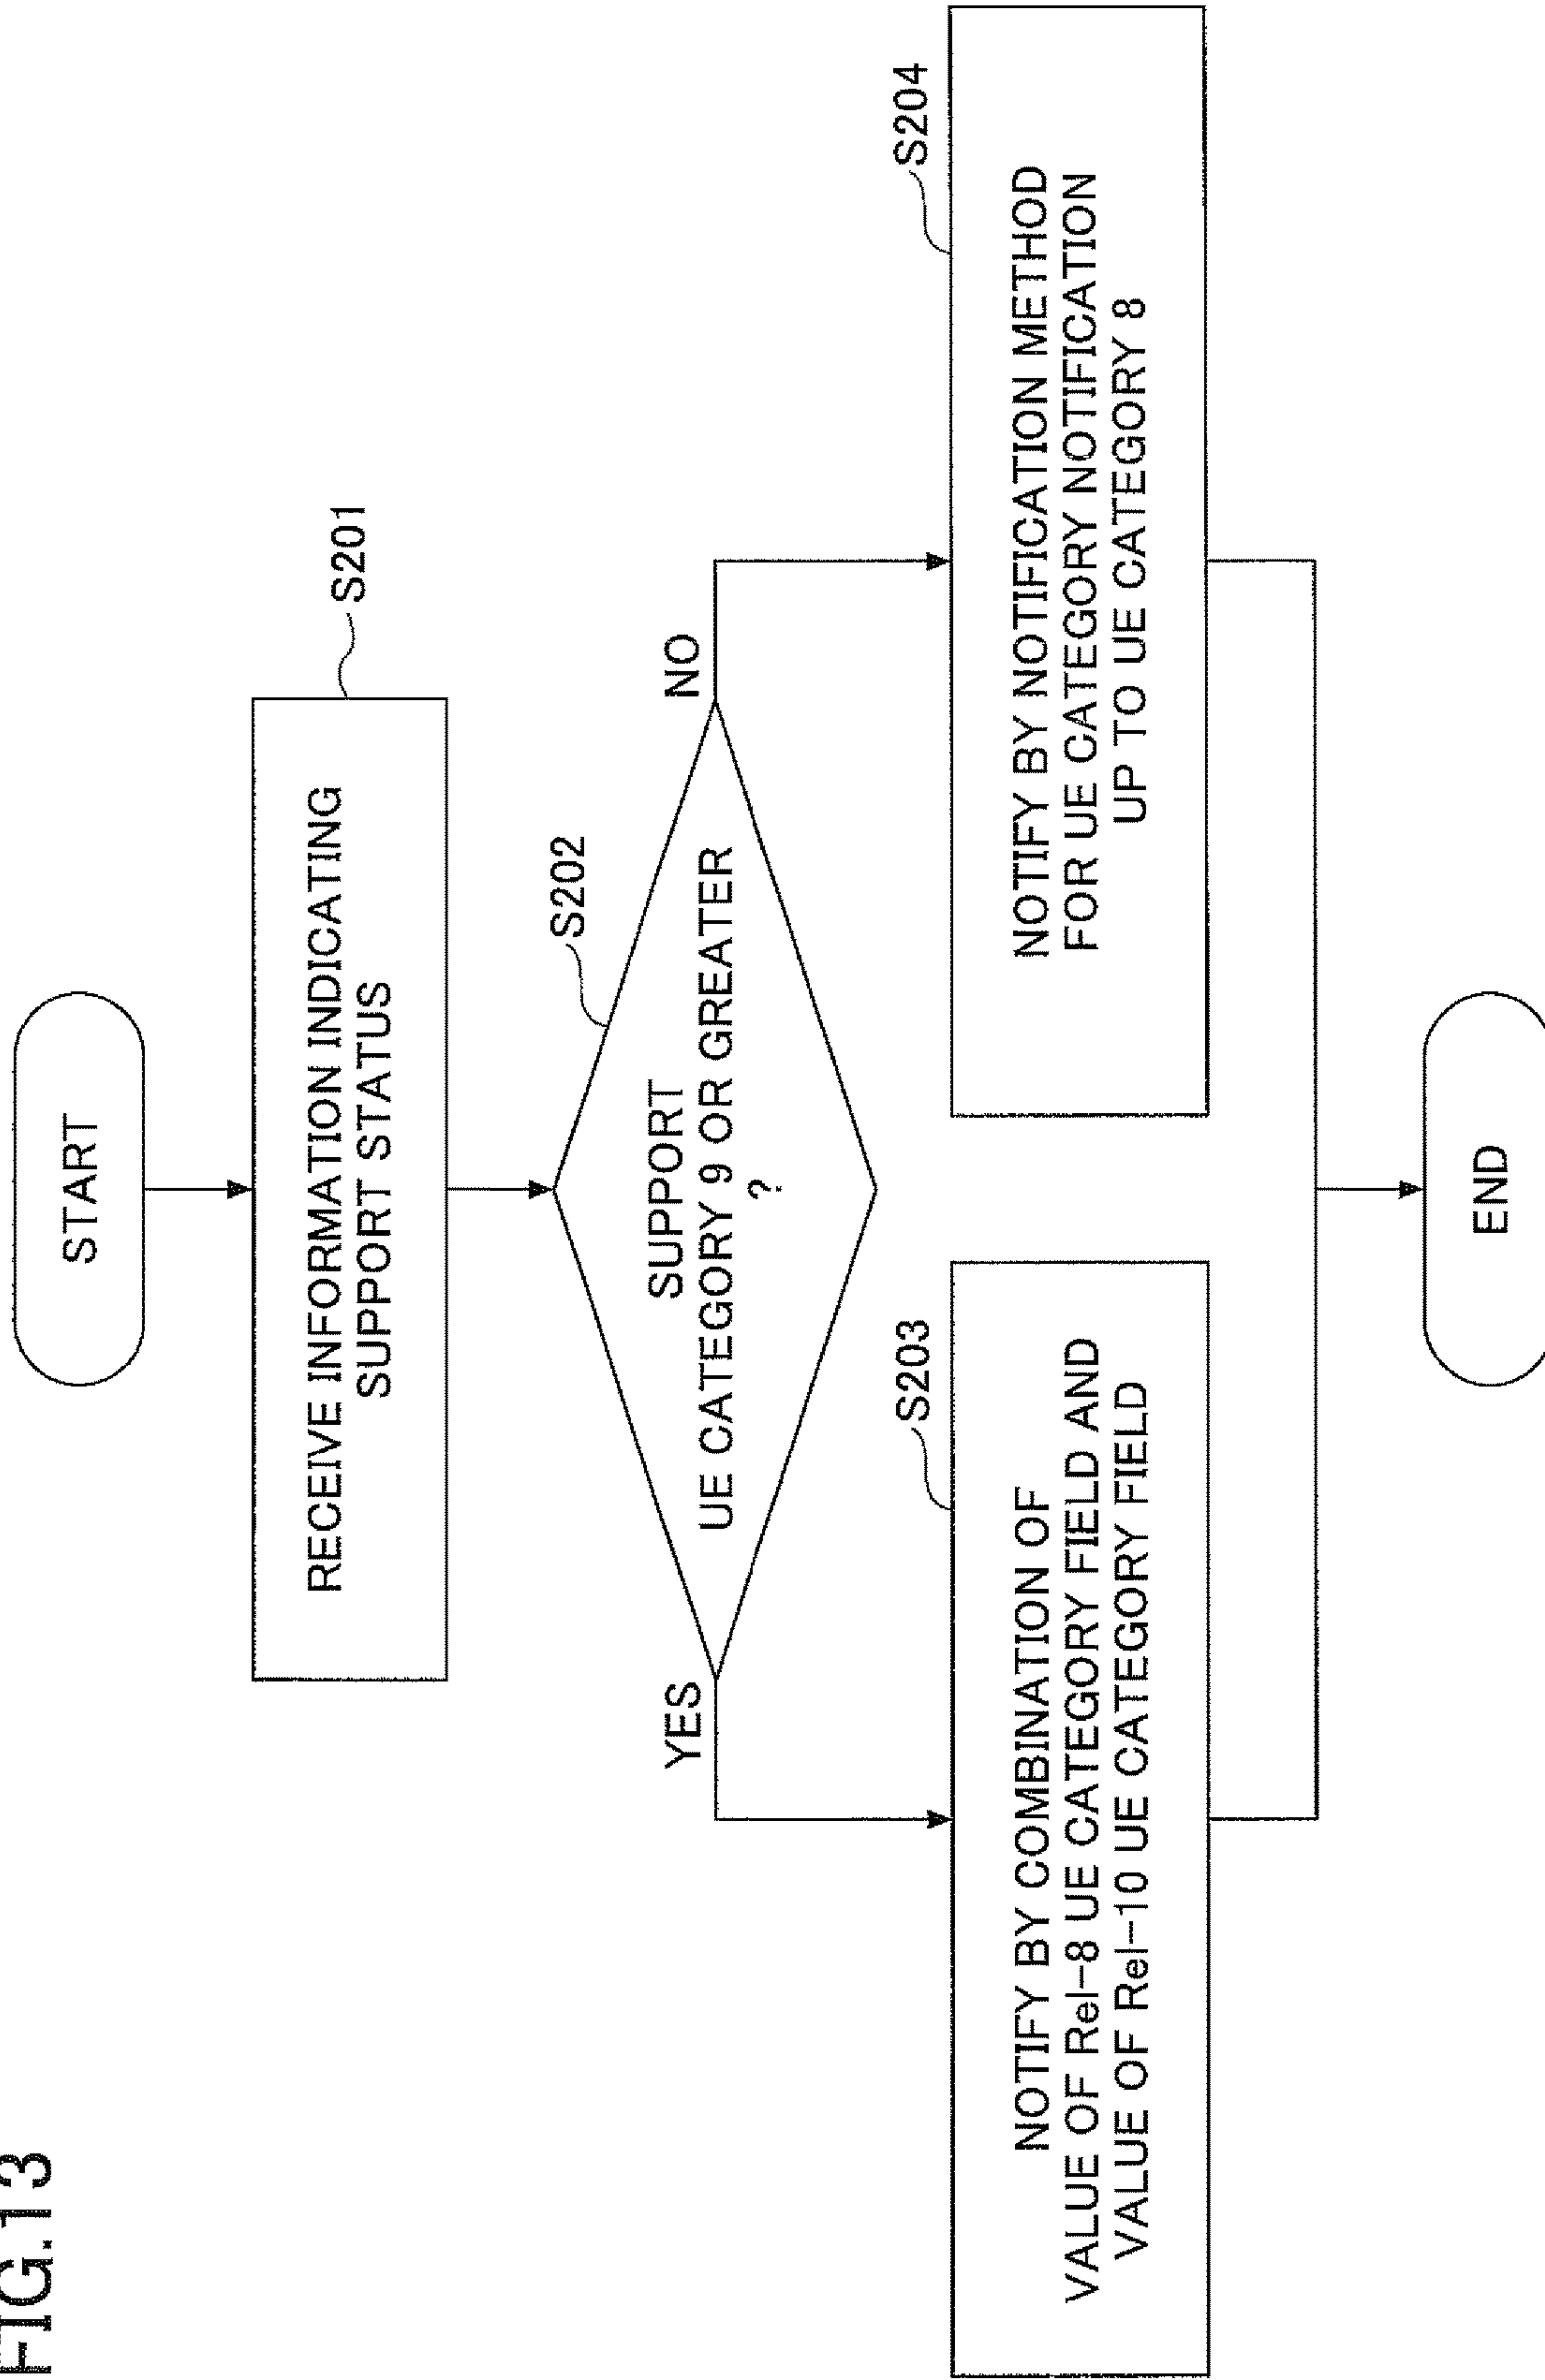 FIG.13
START
RECEIVE INFORMATION INDICATING
SUPPORT STATUS
S201
SUPPORT
UE CATEGORY 9 OR GREATER
?
S202
YES
NO
NOTIFY BY COMBINATION OF
VALUE OF Rel-8 UE CATEGORY FIELD AND
VALUE OF Rel-10 UE CATEGORY FIELD
S203
NOTIFY BY NOTIFICATION METHOD
FOR UE CATEGORY NOTIFICATION
UP TO UE CATEGORY 8
S204
END